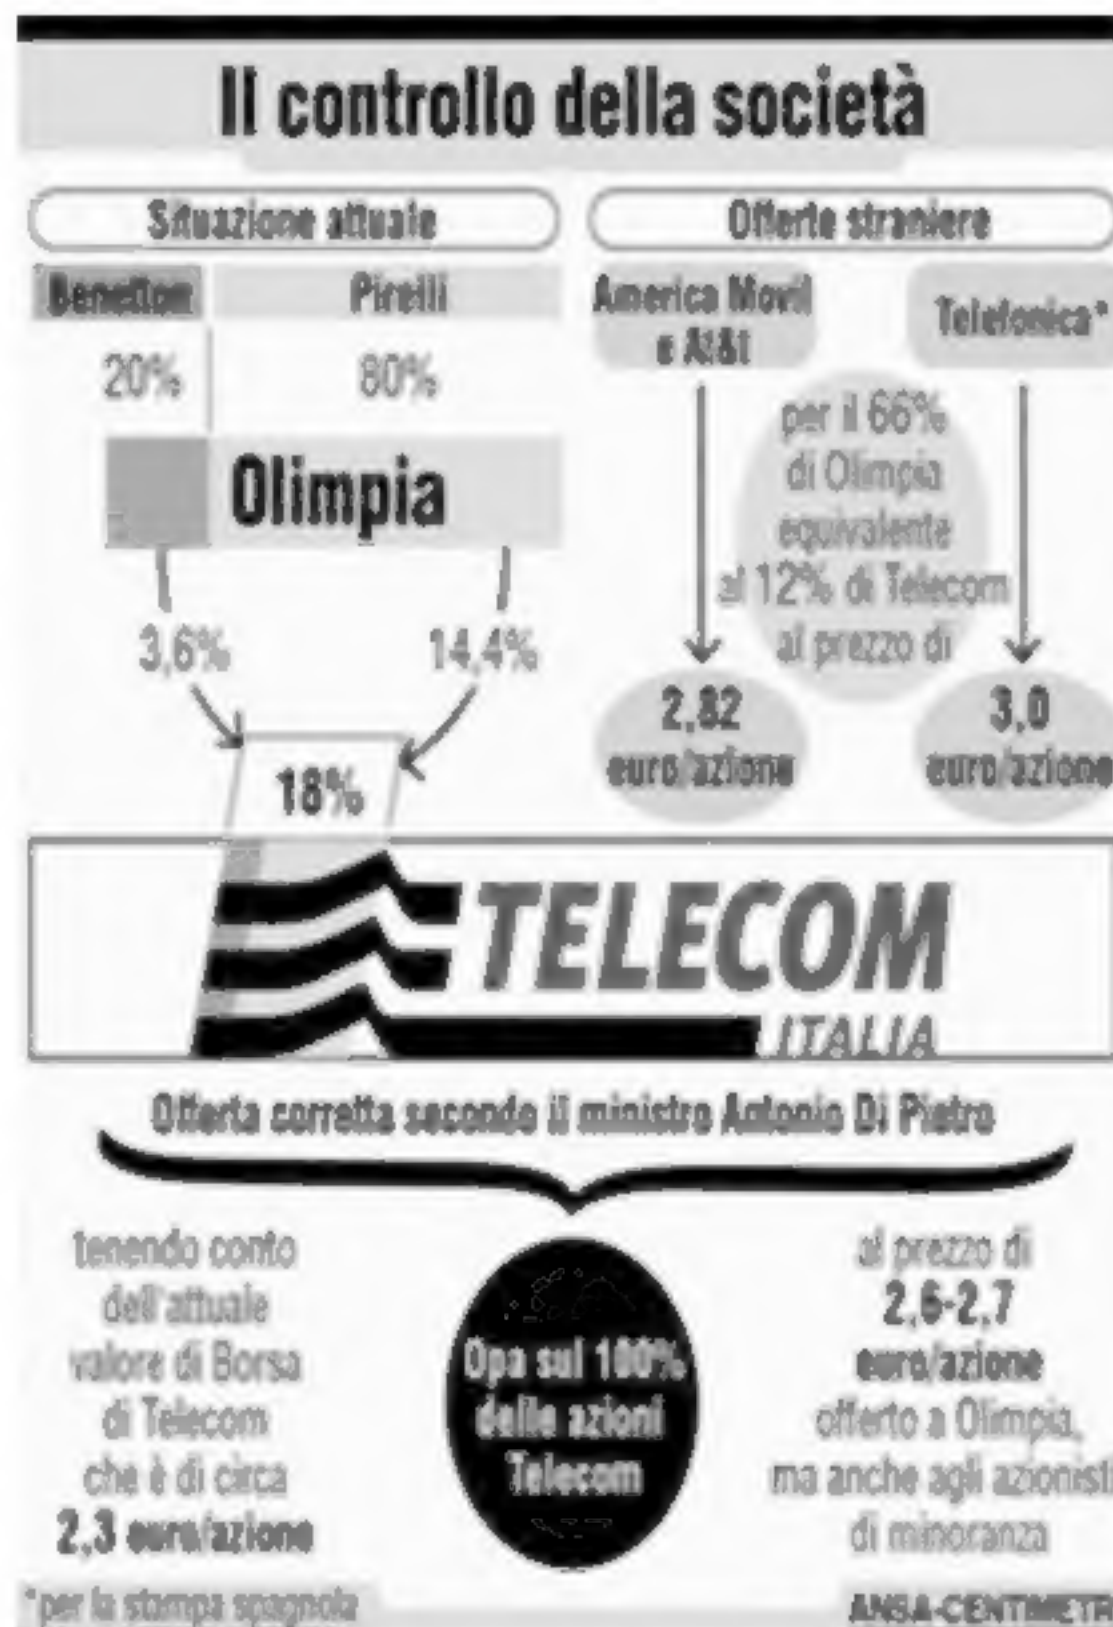 Il controllo della società
Situazione attuale
Benetton
Pirelli
20%
80%
Olimpia
3,6%
14,4%
18%
Offerte straniere
America Movil
e At&t
Telefonica*
per il 66%
di Olimpia
equivalente
al 12% di Telecom
al prezzo di
2,82
euro/azione
3,0
euro/azione
TELECOM
ITALIA
Offerta corretta secondo il ministro Antonio Di Pietro
tenendo conto
dell'attuale
valore di Borsa
di Telecom
che è di circa
2,3 euro/azione
Opa sul 100%
delle azioni
Telecom
al prezzo di
2,6-2,7
euro/azione
offerto a Olimpia,
ma anche agli azionisti
di minoranza
*per la stampa spagnola
ANSA-CENTIMETR